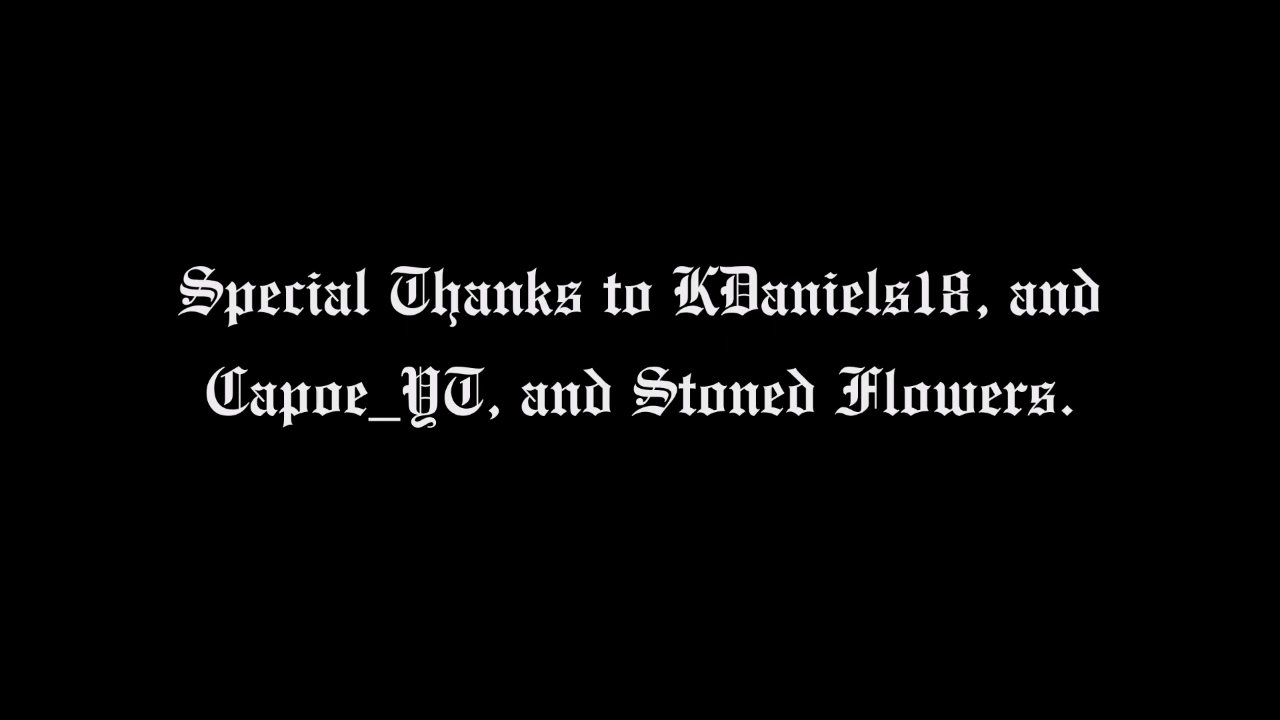 Special Thanks to KDaniels18, and
Capoe_YT, and Stoned Flowers.